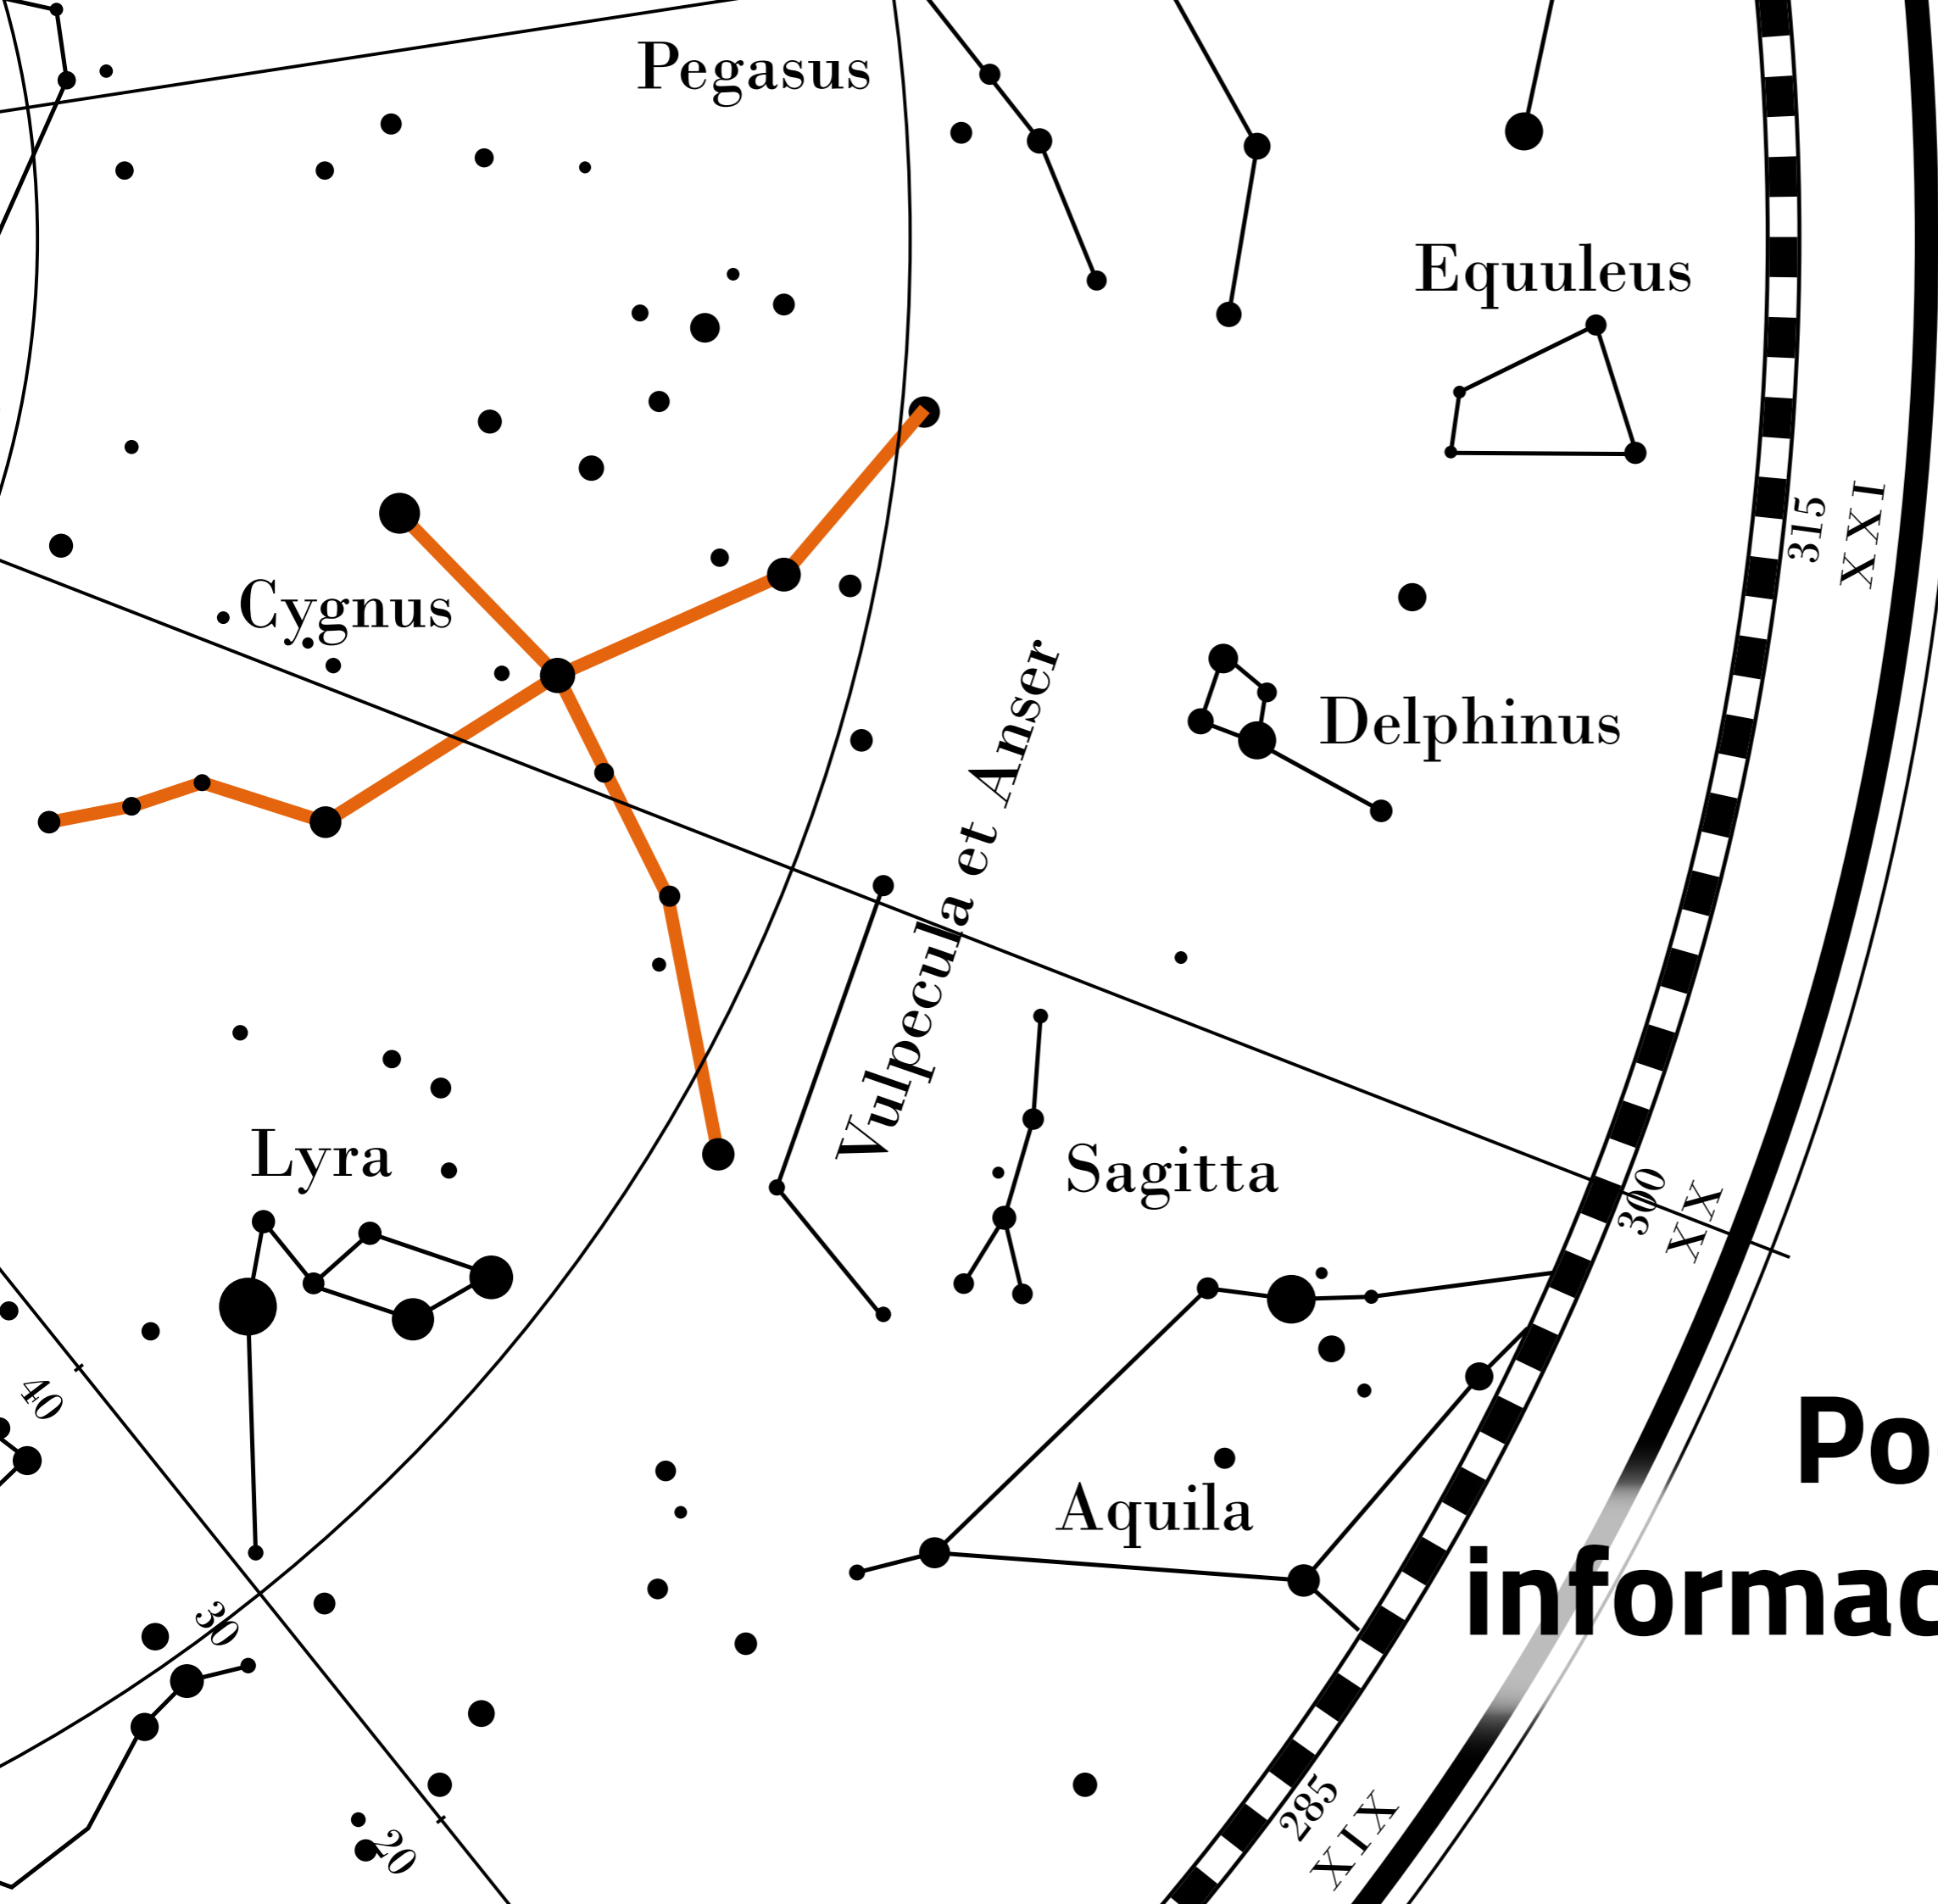 Pegasus
Equuleus
315
XXI
Cygnus
Delphinus
Vulpecula et Anser
Lyra
Sagitta
300
XX
40
Po
Aquila
informac
30
285
XIX
20